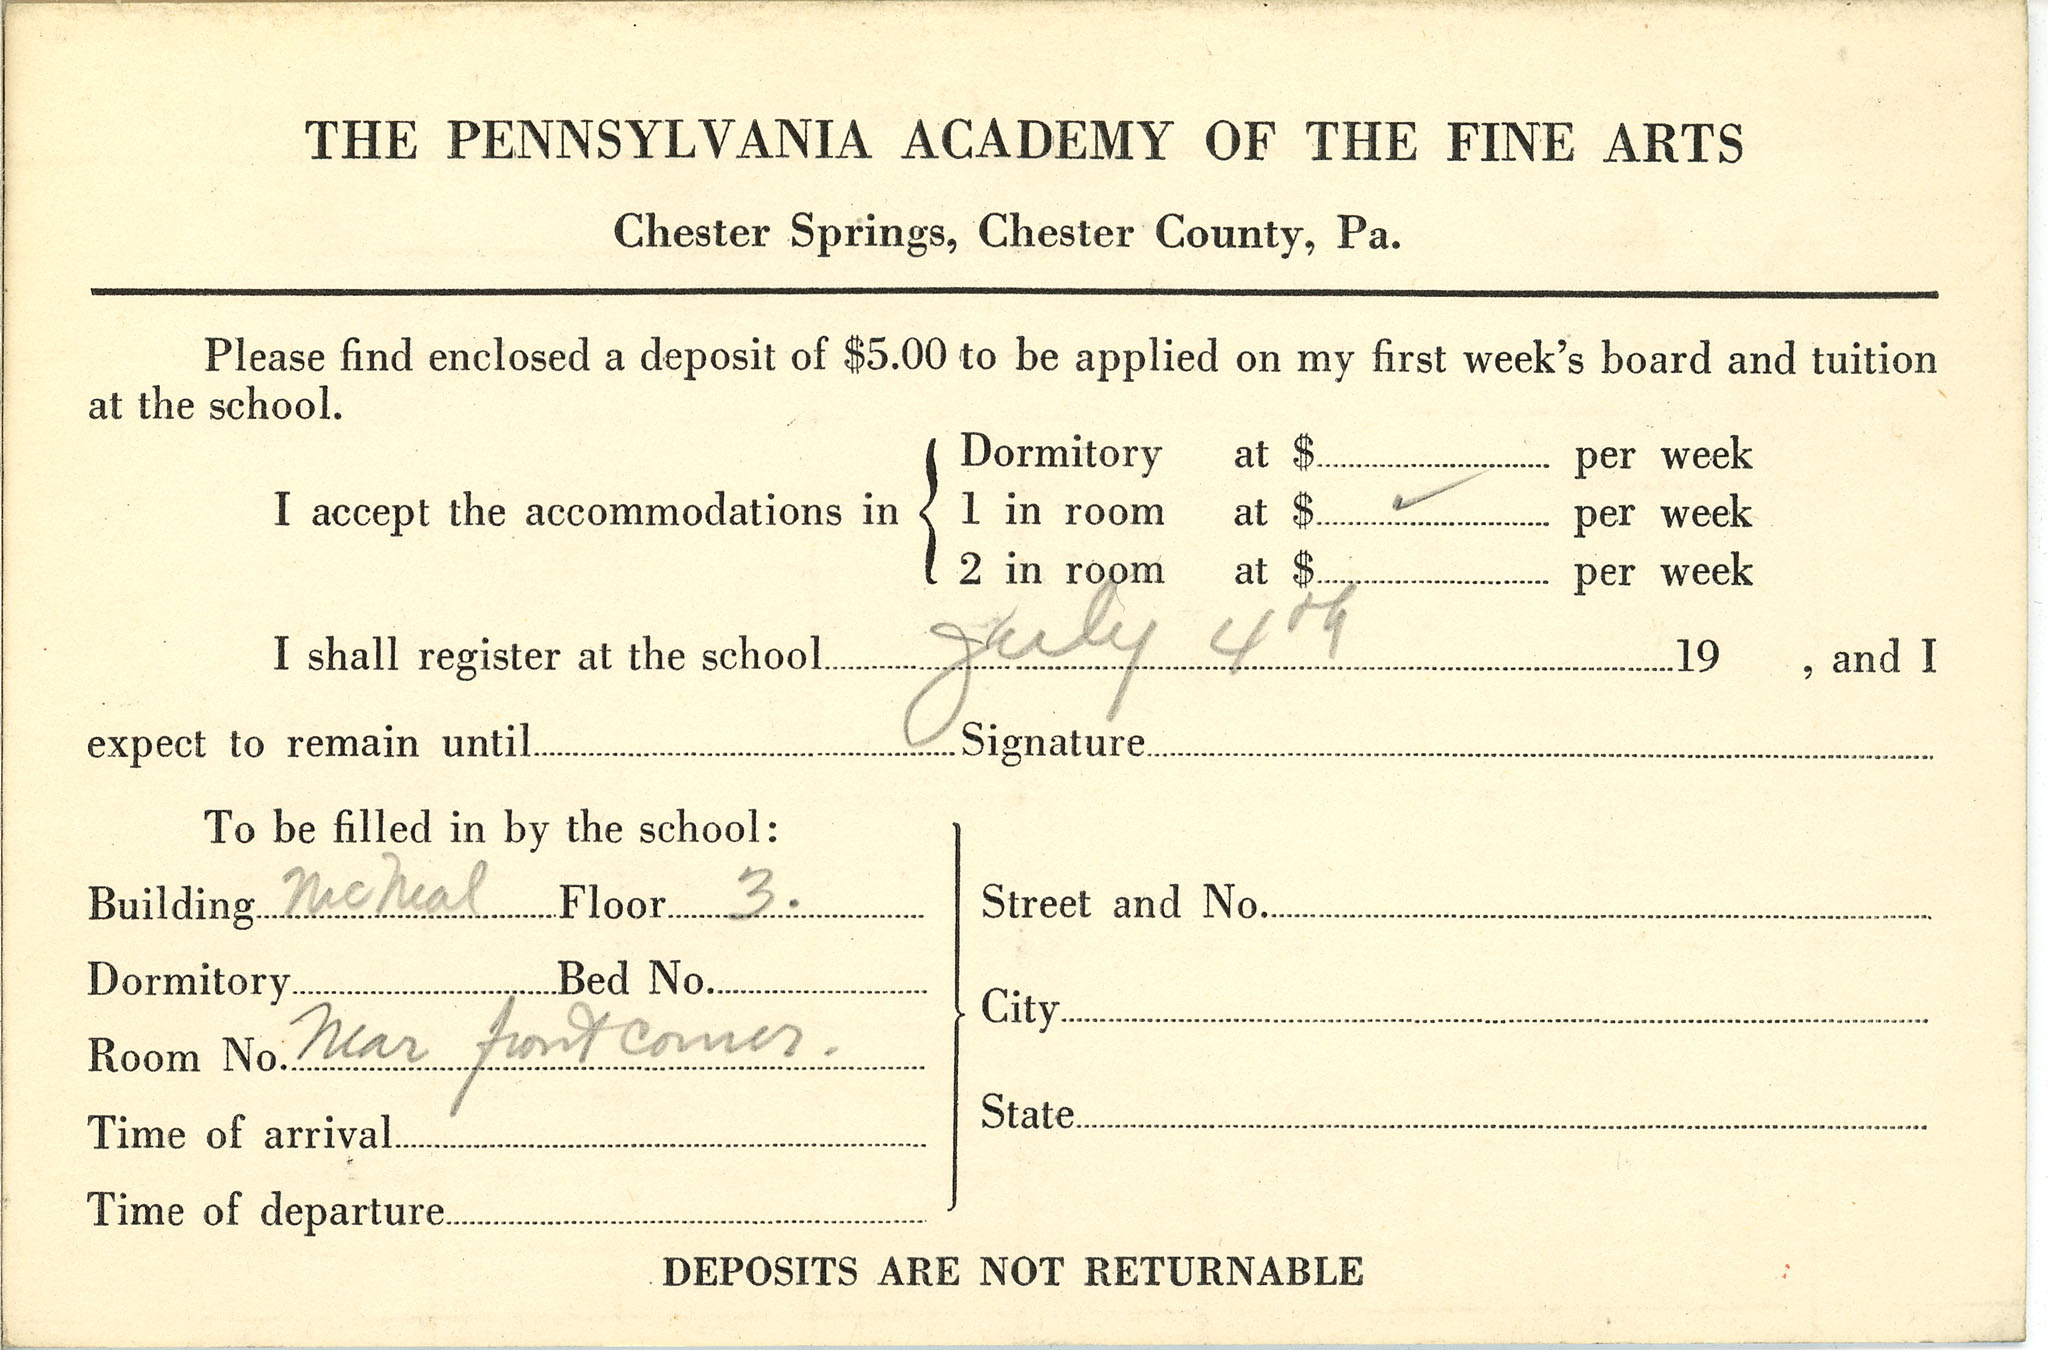 THE PENNSYLVANIA ACADEMY OF THE FINE ARTS
Chester Springs, Chester County, Pa.
Please find enclosed a deposit of $5.00 to be applied on my first week's board and tuition
at the school.
I accept the accommodations in
Dormitory at $ per week
1 in room at $ ✓ per week
2 in room at $ per week
I shall register at the school July 4th 19 , and I
expect to remain until Signature
To be filled in by the school:
Building MacNeal Floor 3.
Dormitory Bed No.
Room No. Near front corner.
Time of arrival
Time of departure
Street and No.
City
State
DEPOSITS ARE NOT RETURNABLE